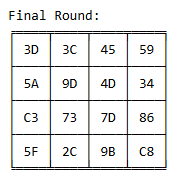 Final Round:
3D 3C 45 59
5A 9D 4D 34
C3 73 7D 86
5F 2C 9B C8